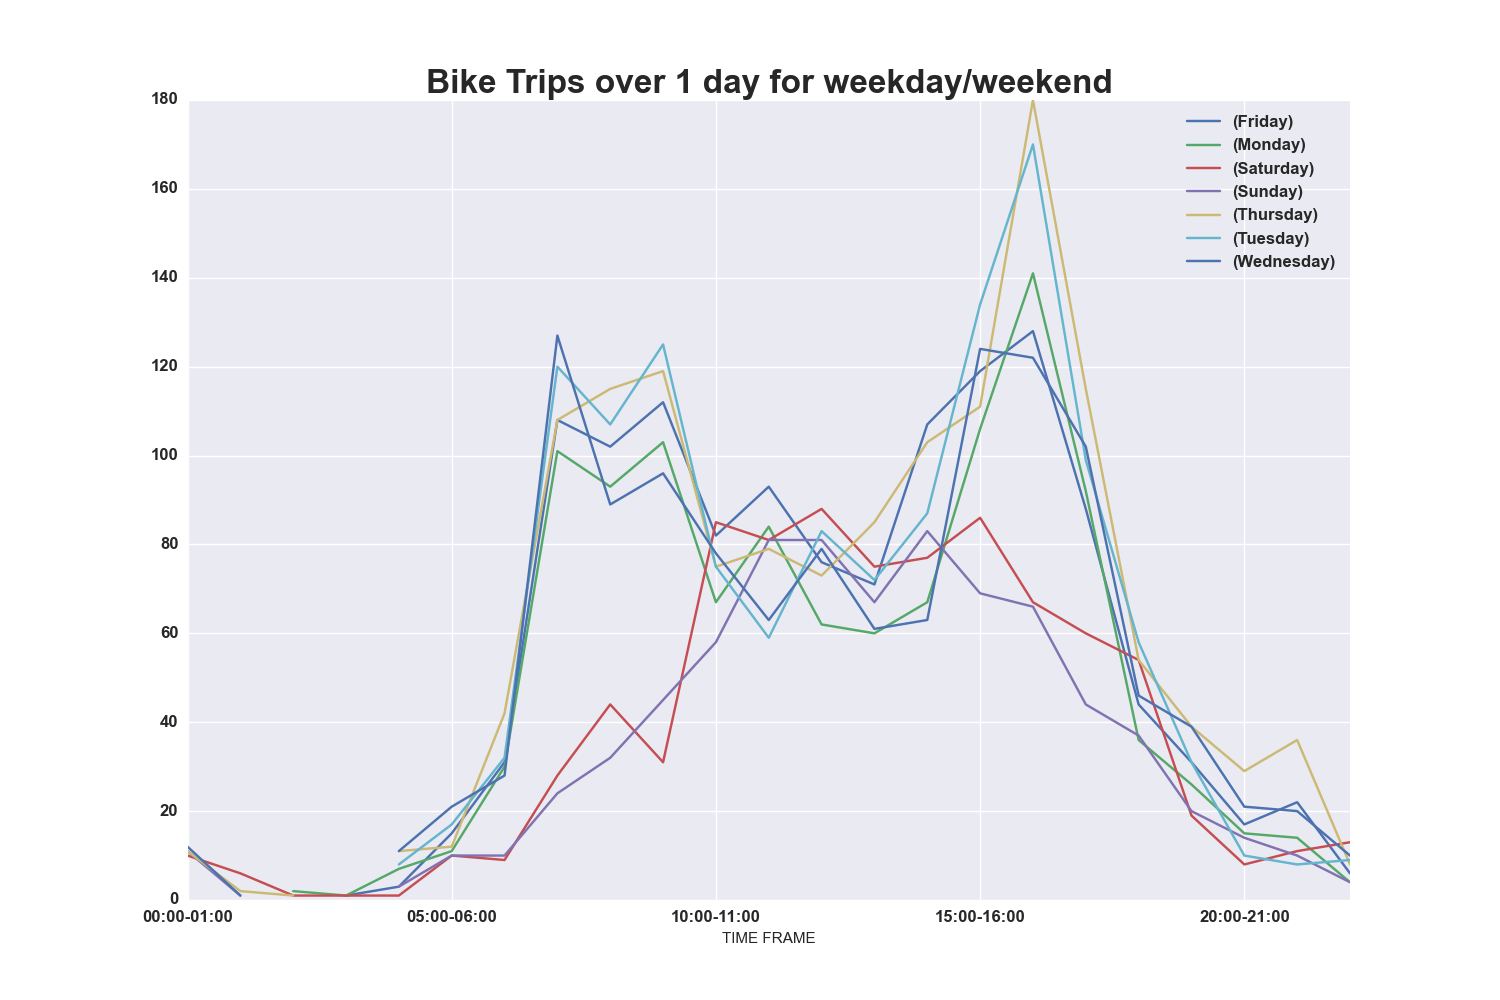 Bike Trips over 1 day for weekday/weekend
180
160
140
120
100
80
60
40
20
0
(Friday)
(Monday)
(Saturday)
(Sunday)
(Thursday)
(Tuesday)
(Wednesday)
00:00-01:00 05:00-06:00 10:00-11:00 15:00-16:00 20:00-21:00
TIME FRAME